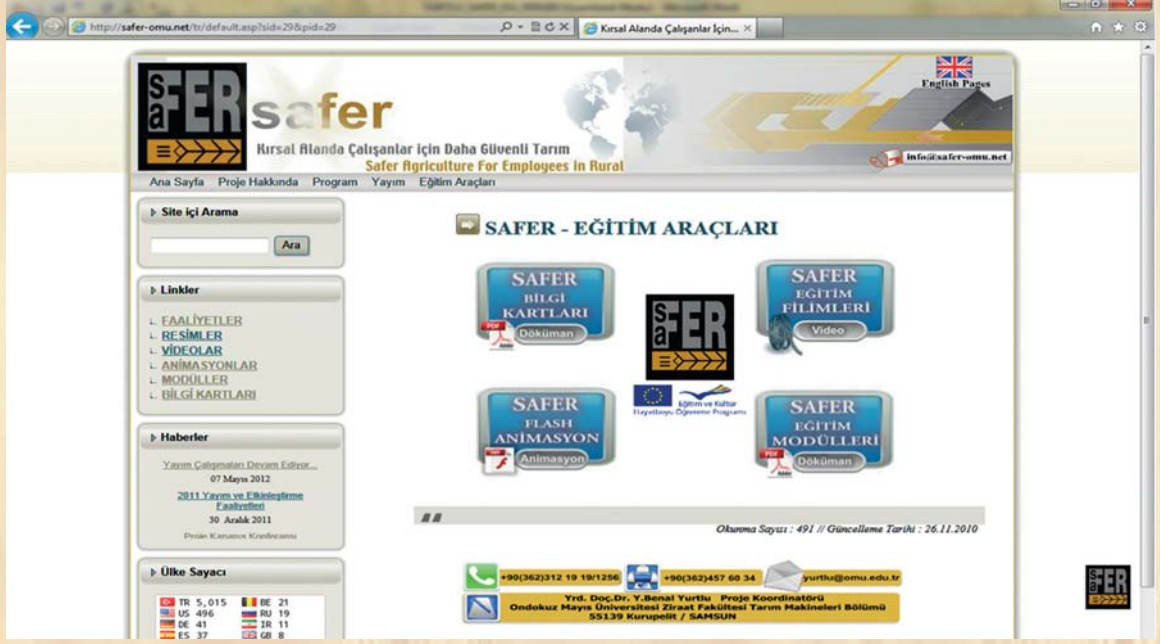 http://safer-omu.net/tr/default.asp?sid=29&pid=29
Kırsal Alanda Çalışanlar İçin...
SaFER
safer
Kırsal Alanda Çalışanlar için Daha Güvenli Tarım
Safer Agriculture For Employees in Rural
English Pages
info@safer-omu.net
Ana Sayfa Proje Hakkında Program Yayım Eğitim Araçları
Site içi Arama
Ara
Linkler
FAALİYETLER
RESİMLER
VİDEOLAR
ANİMASYONLAR
MODÜLLER
BİLGİ KARTLARI
Haberler
Yayım Çalışmaları Devam Ediyor...
07 Mayıs 2012
2011 Yayım ve Etkinleştirme
Faaliyetleri
30 Aralık 2011
Proje Kapanış Konferansı
Ülke Sayacı
TR 5,015 BE 21
US 496 RU 19
DE 41 IR 11
ES 37 GB 8
SAFER - EĞİTİM ARAÇLARI
SAFER
BİLGİ
KARTLARI
PDF
Döküman
SAFER
EĞİTİM
FİLİMLERİ
Video
SaFER
Eğitim ve Kültür
Hayatboyu Öğrenme Programı
SAFER
FLASH
ANİMASYON
Animasyon
SAFER
EĞİTİM
MODÜLLERİ
PDF
Döküman
Okunma Sayısı : 491 // Güncelleme Tarihi : 26.11.2010
+90(362)312 19 19/1256
+90(362)457 60 34
yurtlu@omu.edu.tr
Yrd. Doç.Dr. Y.Benal Yurtlu Proje Koordinatörü
Ondokuz Mayıs Üniversitesi Ziraat Fakültesi Tarım Makineleri Bölümü
55139 Kurupelit / SAMSUN
SaFER